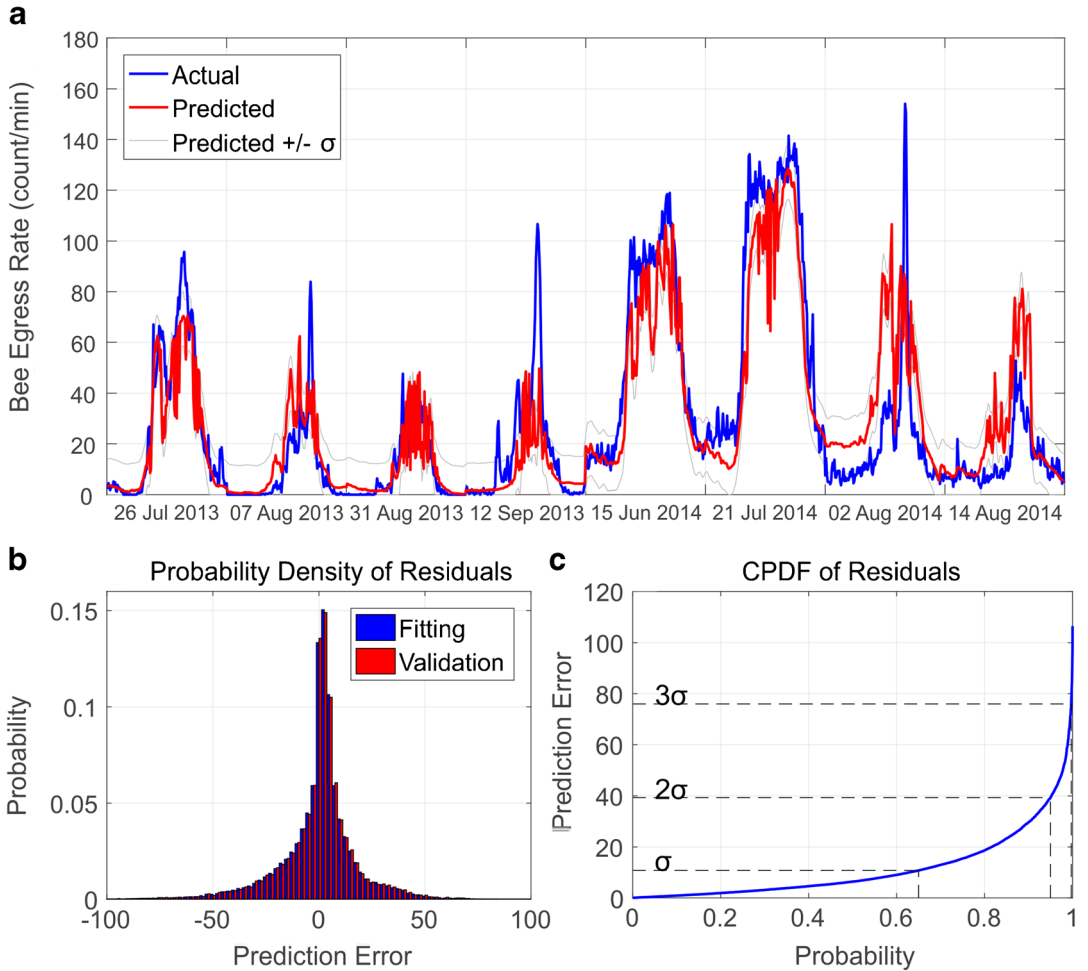 a
Bee Egress Rate (count/min)
180
160
140
120
100
80
60
40
20
0
Actual
Predicted
Predicted +/- σ
26 Jul 2013
07 Aug 2013
31 Aug 2013
12 Sep 2013
15 Jun 2014
21 Jul 2014
02 Aug 2014
14 Aug 2014
b
Probability Density of Residuals
Probability
0.15
0.1
0.05
0
Fitting
Validation
-100
-50
0
50
100
Prediction Error
c
CPDF of Residuals
|Prediction Error
120
100
80
60
40
20
0
3σ
2σ
σ
0
0.2
0.4
0.6
0.8
1
Probability